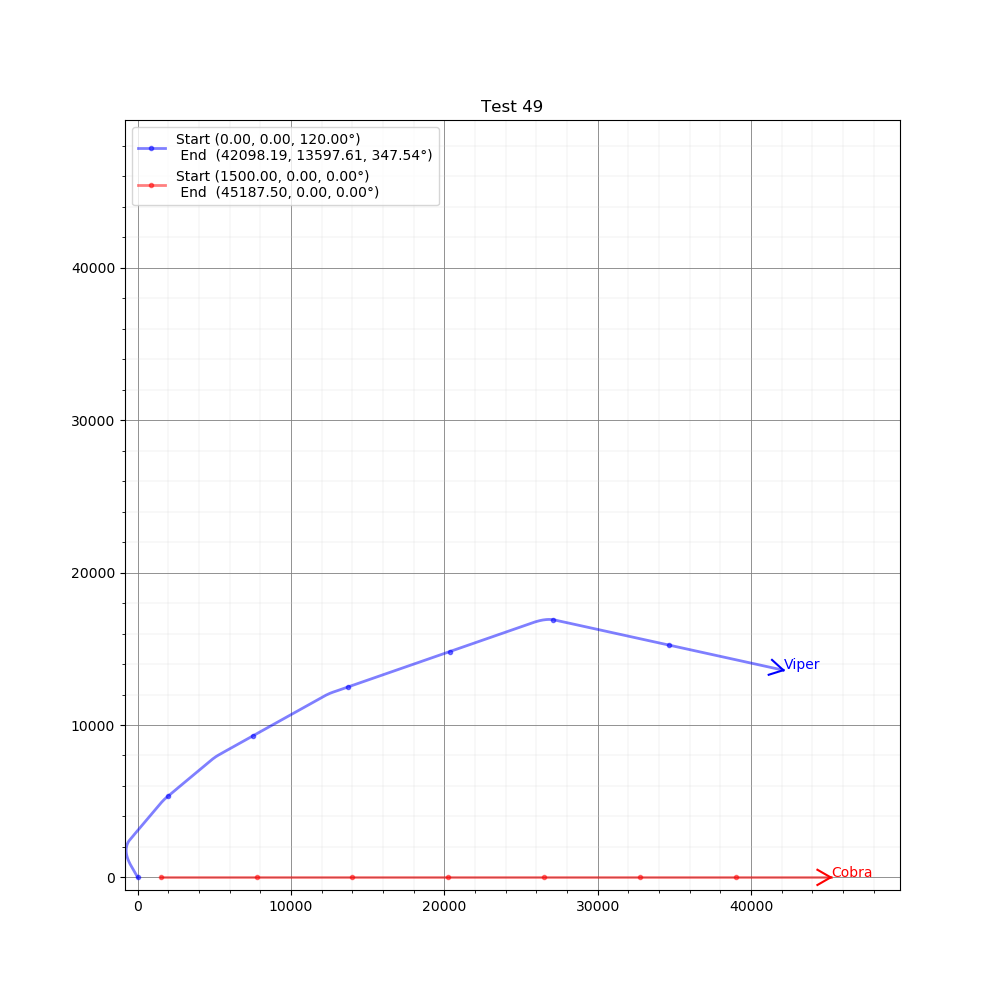 Test 49
Start (0.00, 0.00, 120.00°)
End  (42098.19, 13597.61, 347.54°)
Start (1500.00, 0.00, 0.00°)
End  (45187.50, 0.00, 0.00°)
40000
30000
20000
10000
0
Viper
Cobra
0 10000 20000 30000 40000